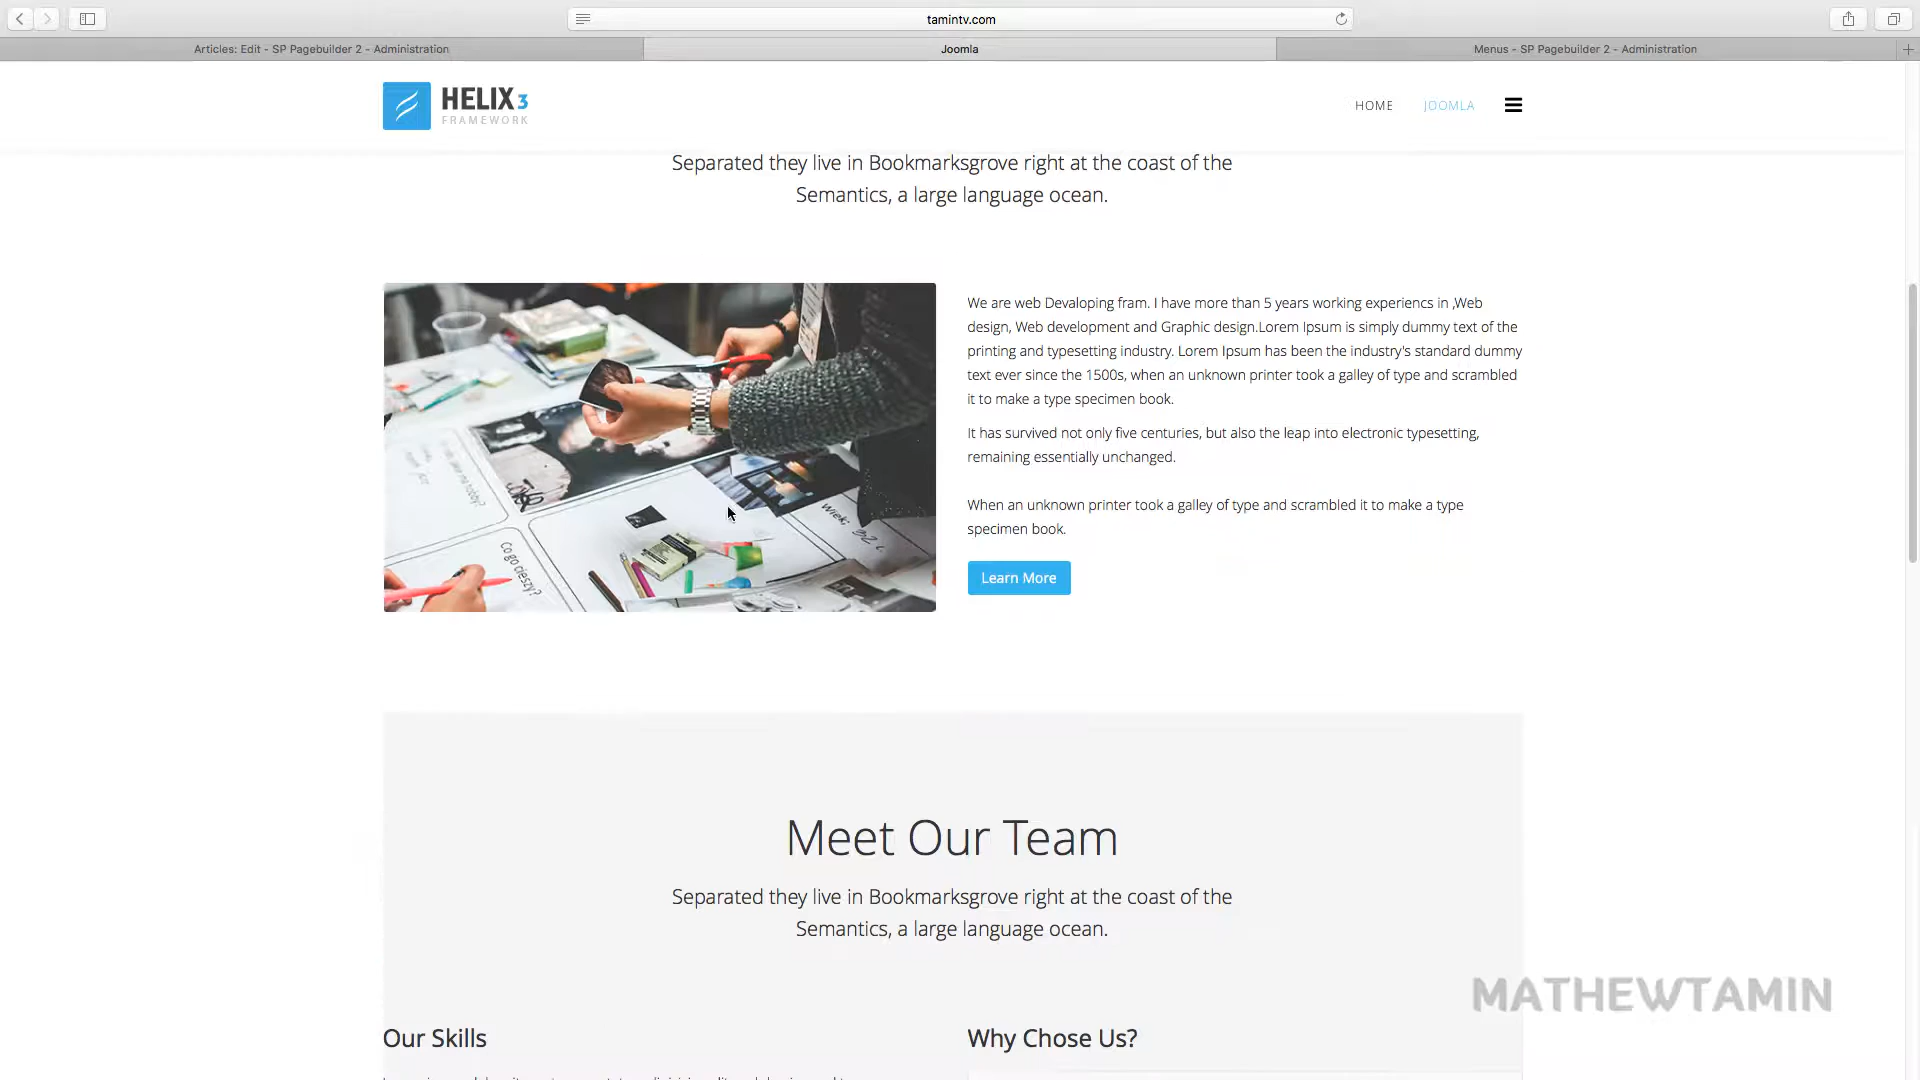 tamintv.com
Articles: Edit - SP Pagebuilder 2 - Administration
Joomla
Menus - SP Pagebuilder 2 - Administration
HELIX 3
FRAMEWORK
HOME
JOOMLA
Separated they live in Bookmarksgrove right at the coast of the
Semantics, a large language ocean.
We are web Devaloping fram. I have more than 5 years working experiencs in ,Web
design, Web development and Graphic design.Lorem Ipsum is simply dummy text of the
printing and typesetting industry. Lorem Ipsum has been the industry's standard dummy
text ever since the 1500s, when an unknown printer took a galley of type and scrambled
it to make a type specimen book.
It has survived not only five centuries, but also the leap into electronic typesetting,
remaining essentially unchanged.
When an unknown printer took a galley of type and scrambled it to make a type
specimen book.
Learn More
Co go cieszy?
Wiek:
Meet Our Team
Separated they live in Bookmarksgrove right at the coast of the
Semantics, a large language ocean.
MATHEWTAMIN
Our Skills
Why Chose Us?